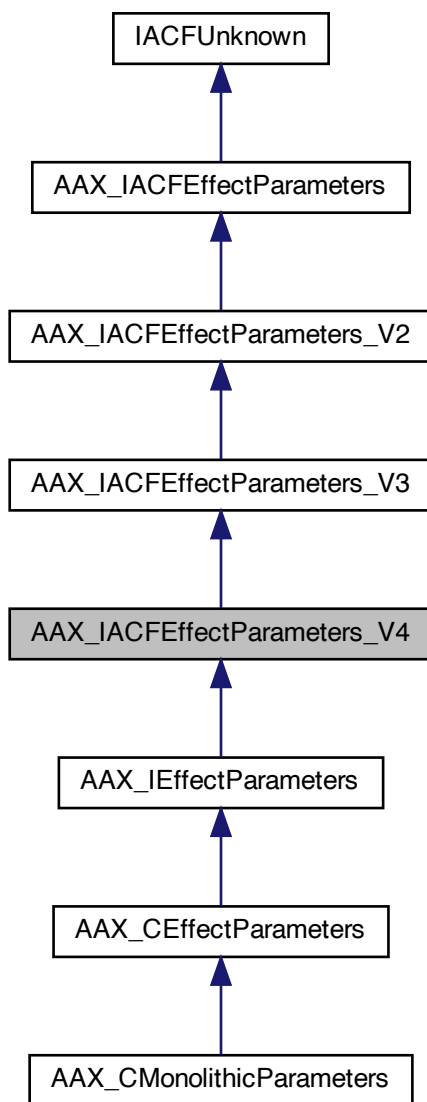 IACFUnknown
AAX_IACFEffectParameters
AAX_IACFEffectParameters_V2
AAX_IACFEffectParameters_V3
AAX_IACFEffectParameters_V4
AAX_IEffectParameters
AAX_CEffectParameters
AAX_CMonolithicParameters